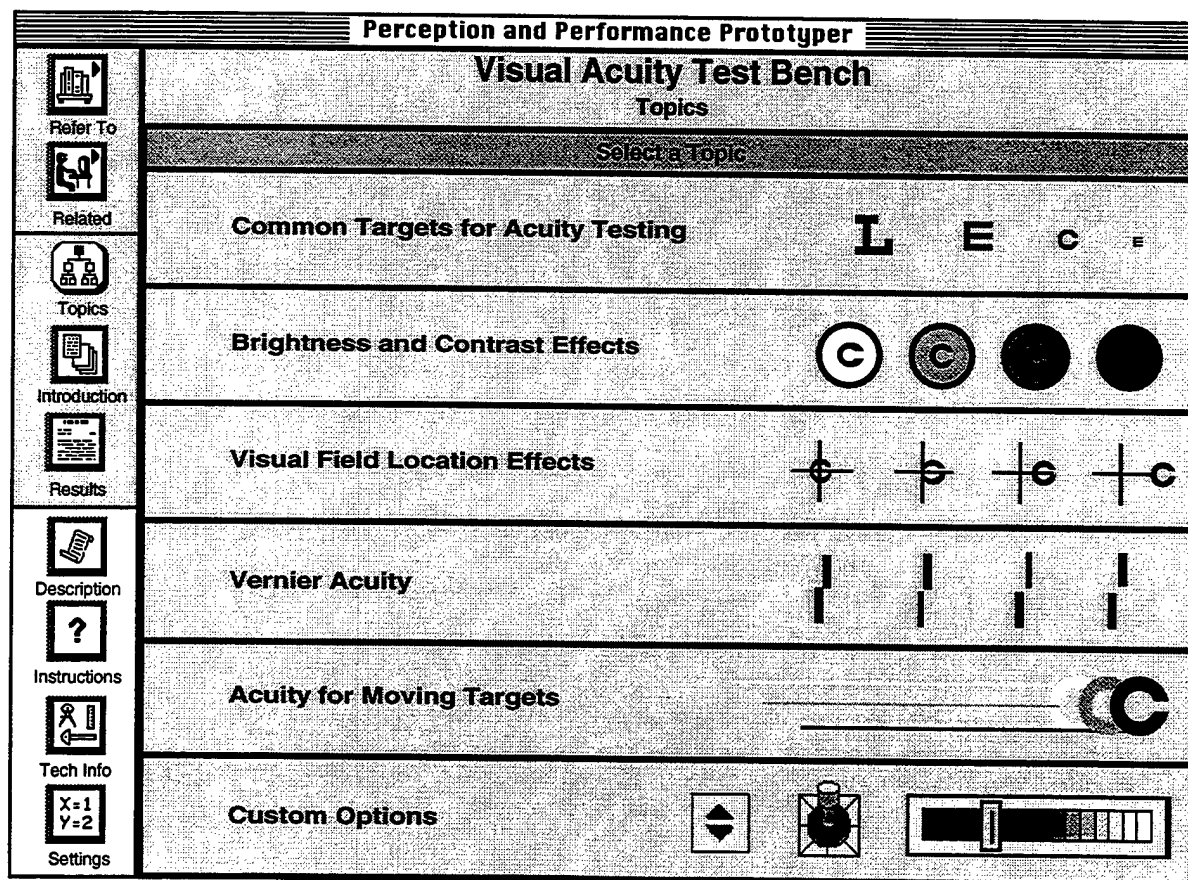 Perception and Performance Prototyper
Visual Acuity Test Bench
Topics
Select a Topic
Refer To
Related
Topics
Introduction
Results
Description
?
Instructions
Tech Info
X=1
Y=2
Settings
Common Targets for Acuity Testing
L E C E
Brightness and Contrast Effects
C C
Visual Field Location Effects
C C C C
Vernier Acuity
Acuity for Moving Targets
C C
Custom Options